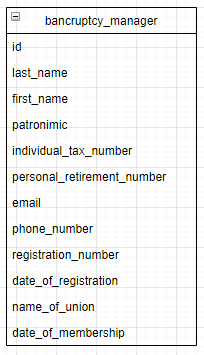 bancruptcy_manager
id
last_name
first_name
patronimic
individual_tax_number
personal_retirement_number
email
phone_number
registration_number
date_of_registration
name_of_union
date_of_membership